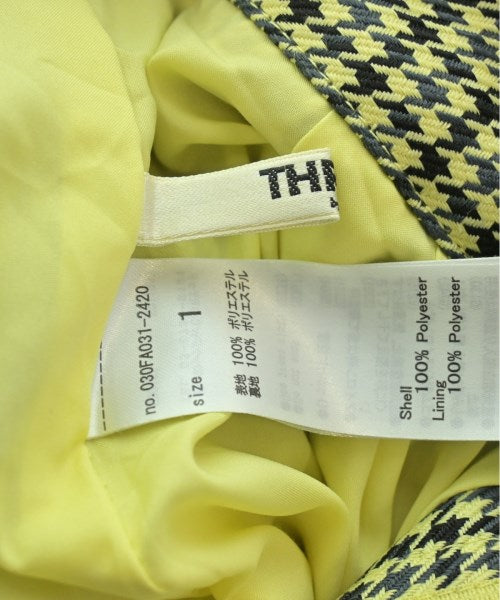 TH
no. 030FA031-2420
size 1
表地 100% ポリエステル
裏地 100% ポリエステル
Shell
100% Polyester
Lining
100% Polyester